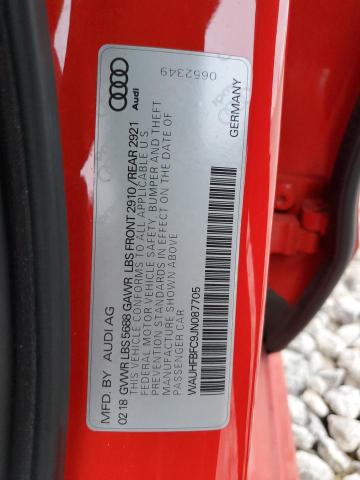 MFD. BY AUDI AG
02 18 GVWR LBS 5688 GAWR LBS FRONT 2910 / REAR 2921
THIS VEHICLE CONFORMS TO ALL APPLICABLE U S
FEDERAL MOTOR VEHICLE SAFETY, BUMPER AND THEFT
PREVENTION STANDARDS IN EFFECT ON THE DATE OF
MANUFACTURE SHOWN ABOVE
PASSENGER CAR
WAUHFBFC9JN087705
0652349
GERMANY